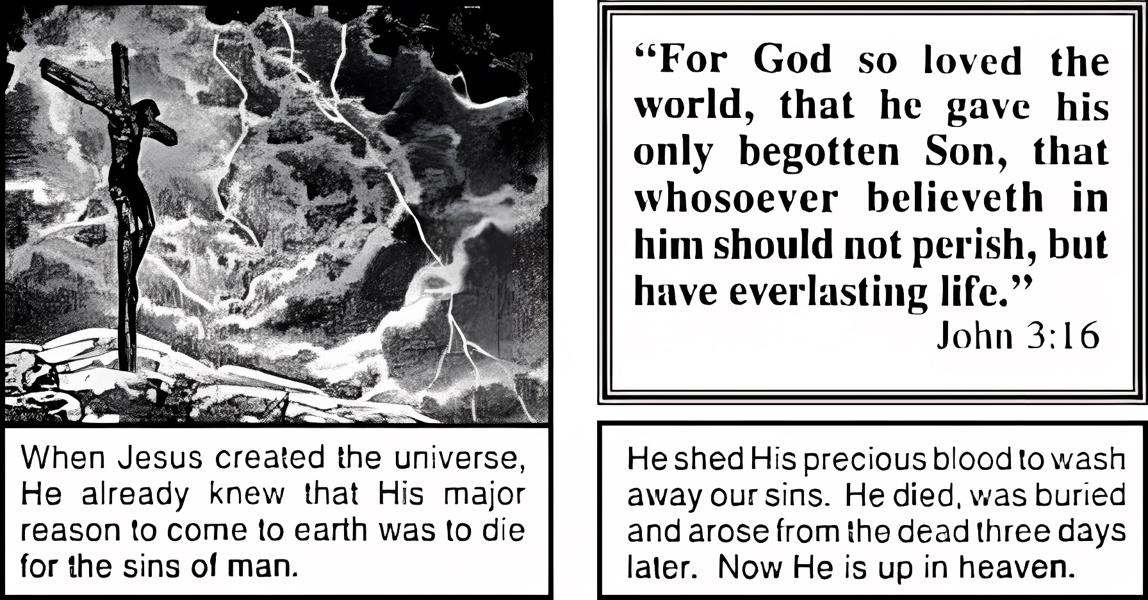 When Jesus created the universe,
He already knew that His major
reason to come to earth was to die
for the sins of man.
“For God so loved the
world, that he gave his
only begotten Son, that
whosoever believeth in
him should not perish, but
have everlasting life.”
John 3:16
He shed His precious blood to wash
away our sins. He died, was buried
and arose from the dead three days
later. Now He is up in heaven.